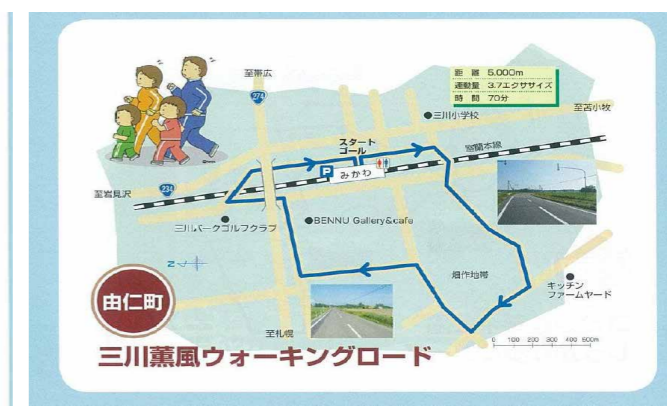 距　離　5.000m
運動量　3.7エクササイズ
時　間　70分
至帯広
274
三川小学校
至苫小牧
スタート
ゴール
室蘭本線
P
みかわ
至岩見沢
234
三川パークゴルフクラブ
BENNU Gallery&cafe
N
畑作地帯
キッチン
ファームヤード
由仁町
至札幌
0 100 200 300 400 500m
三川薫風ウォーキングロード